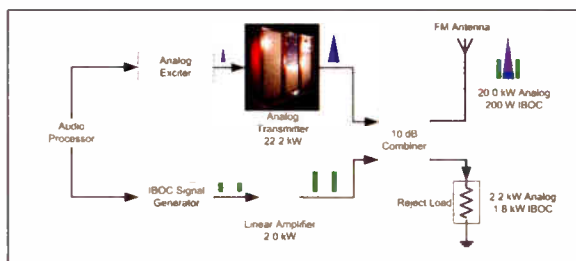 FM Antenna
Analog
Exciter
Analog
Transmitter
22.2 kW
20.0 kW Analog
200 W IBOC
Audio
Processor
10 dB
Combiner
IBOC Signal
Generator
Linear Amplifier
2.0 kW
Reject Load
2.2 kW Analog
1.8 kW IBOC